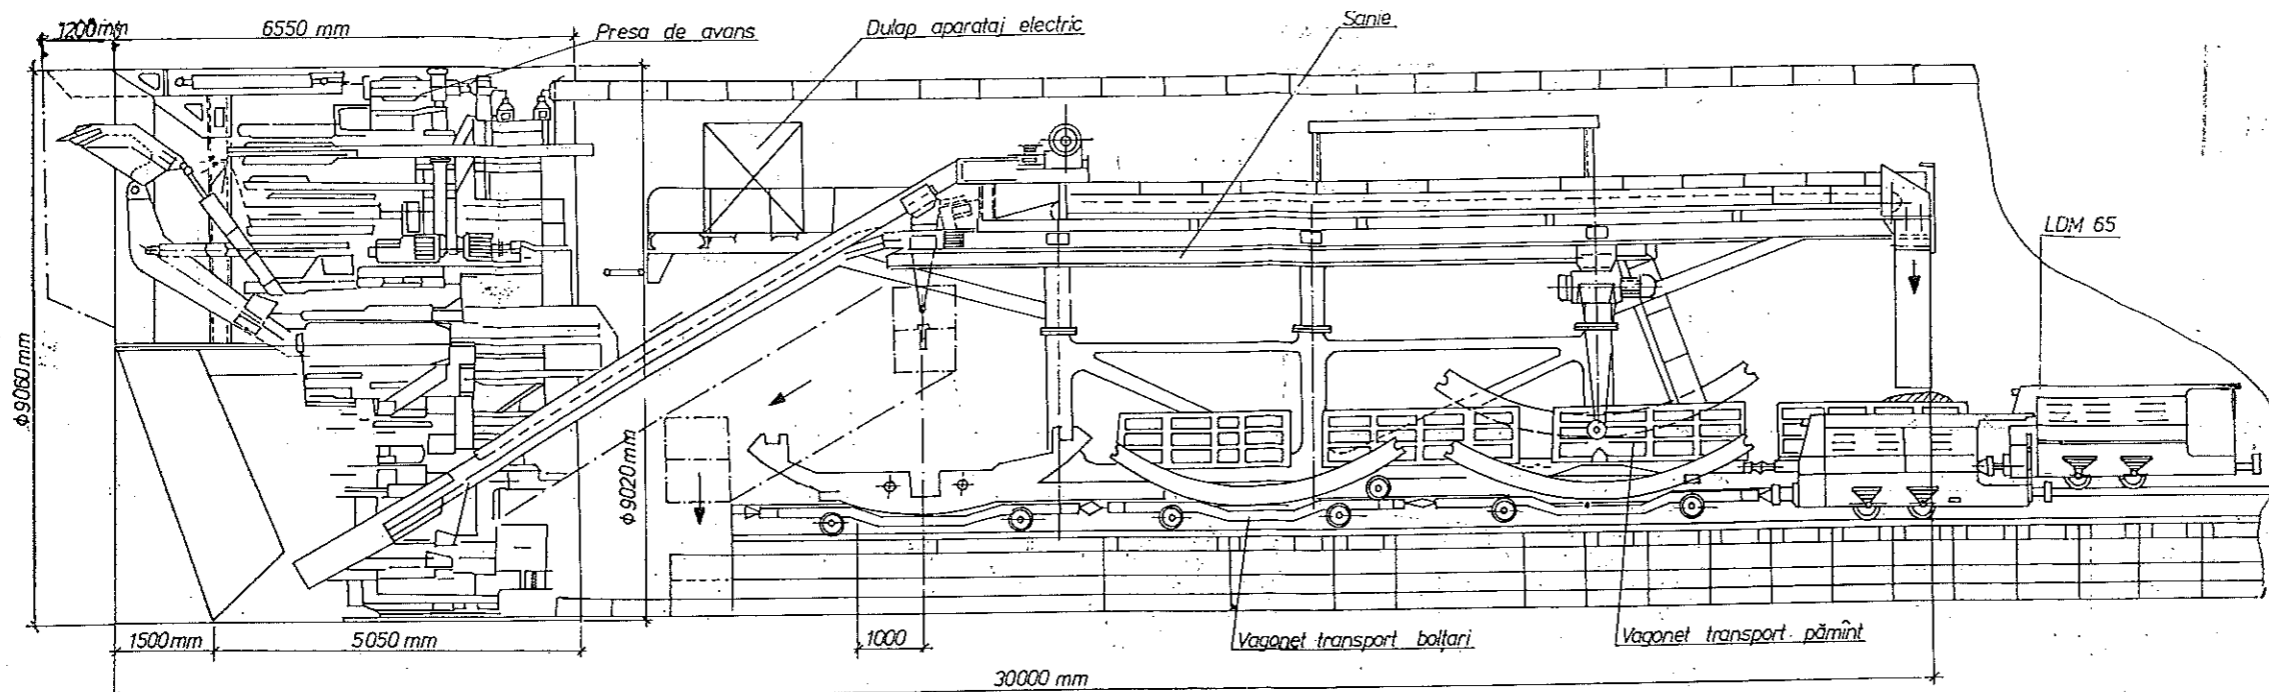 1200mm
6550 mm
Presa de avans
Dulap aparataj electric
Sanie
LDM 65
Φ9060 mm
Φ9020 mm
1500mm
5050 mm
1000
Vagonet transport boltari
Vagonet transport pămînt
30000 mm